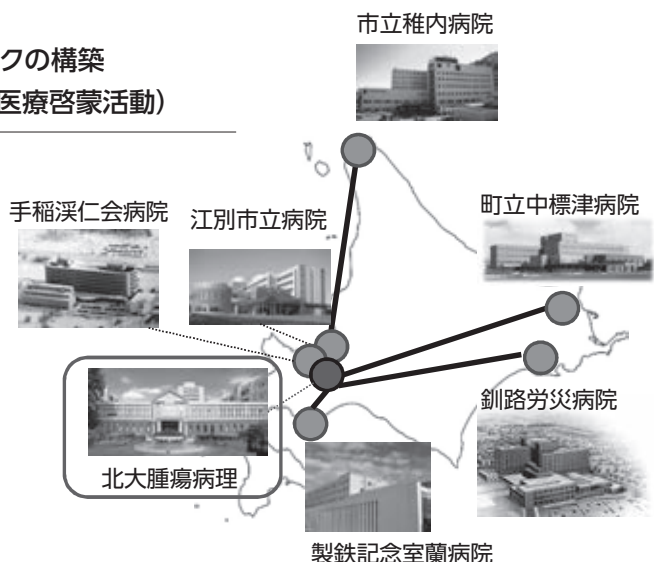 クの構築
医療啓蒙活動）
市立稚内病院
手稲渓仁会病院
江別市立病院
町立中標津病院
釧路労災病院
北大腫瘍病理
製鉄記念室蘭病院